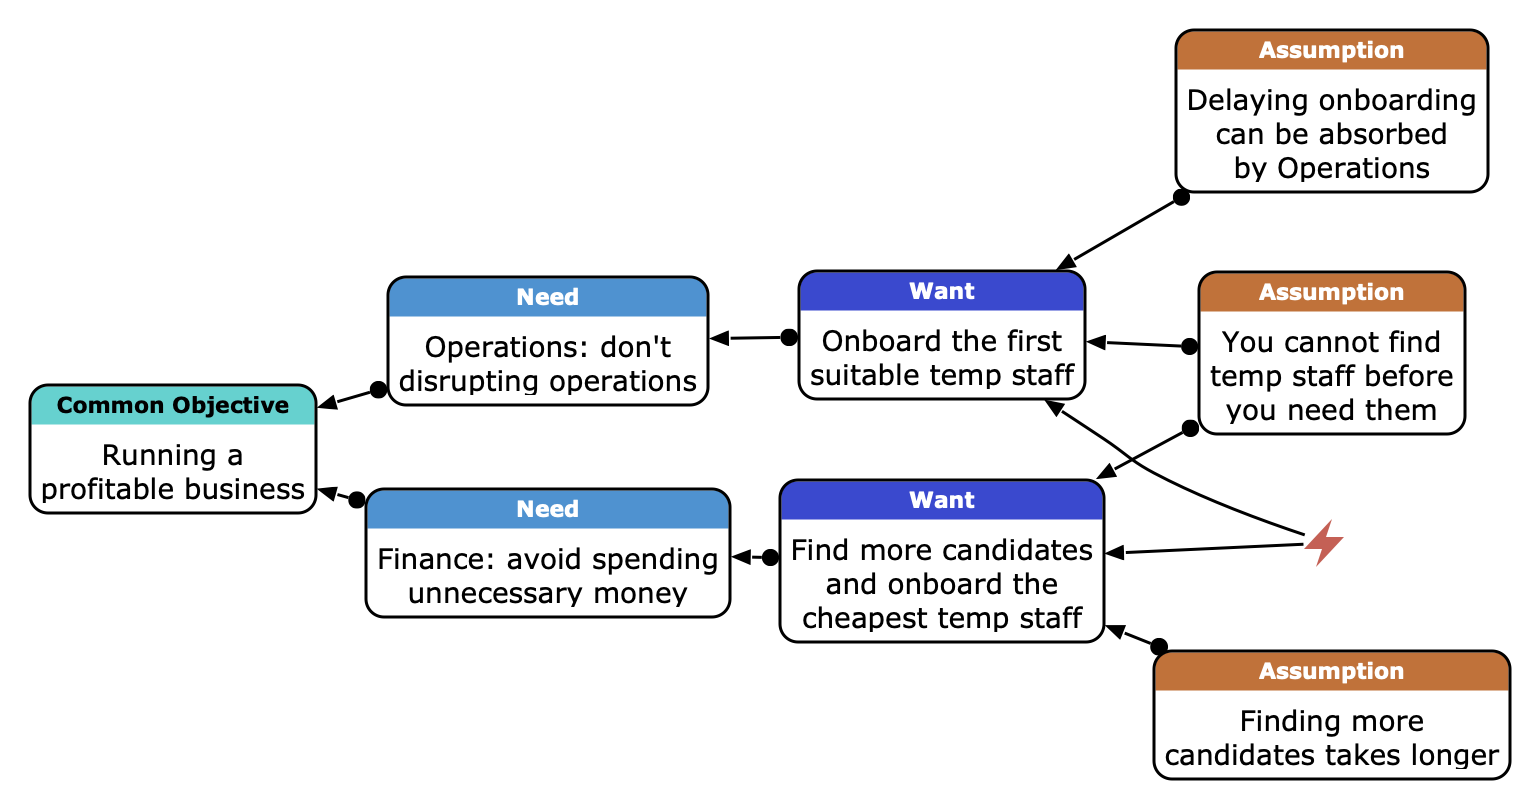 Assumption
Delaying onboarding
can be absorbed
by Operations
Need
Operations: don't
disrupting operations
Want
Onboard the first
suitable temp staff
Assumption
You cannot find
temp staff before
you need them
Common Objective
Running a
profitable business
Need
Finance: avoid spending
unnecessary money
Want
Find more candidates
and onboard the
cheapest temp staff
Assumption
Finding more
candidates takes longer